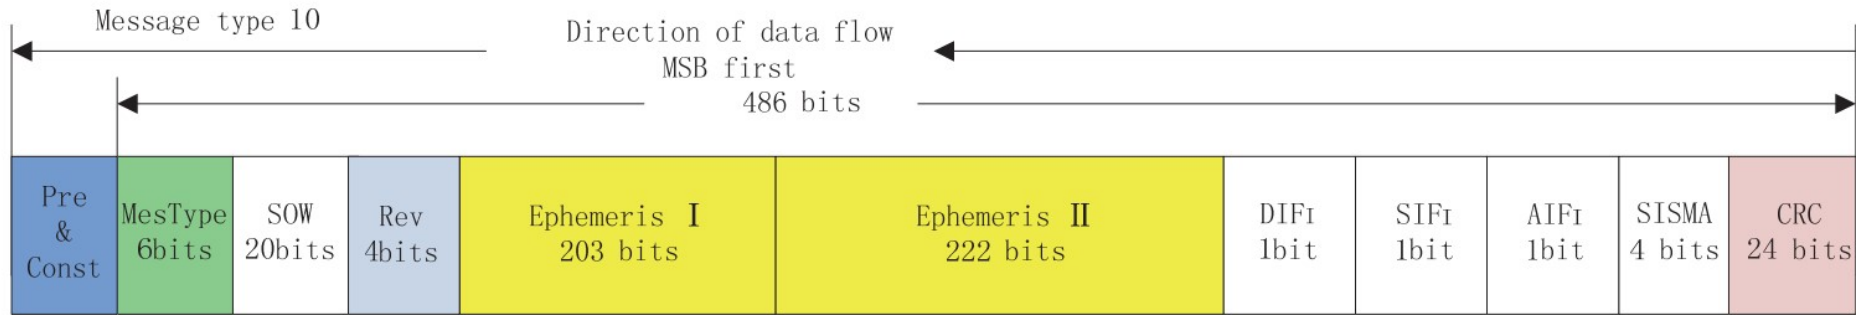 Message type 10
Direction of data flow
MSB first
486 bits
Pre
&
Const
MesType
6bits
SOW
20bits
Rev
4bits
Ephemeris Ⅰ
203 bits
Ephemeris Ⅱ
222 bits
DIFI
1bit
SIFI
1bit
AIFI
1bit
SISMA
4 bits
CRC
24 bits